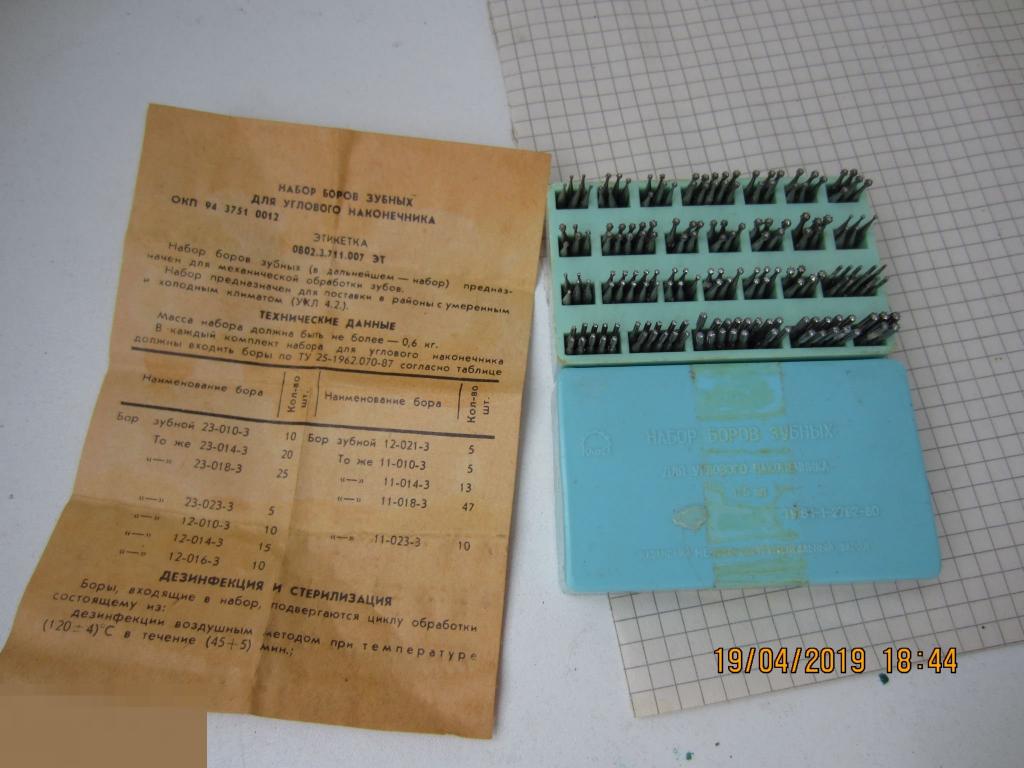 НАБОР БОРОВ ЗУБНЫХ
ДЛЯ УГЛОВОГО НАКОНЕЧНИКА
ОКП 94 3751 0012
ЭТИКЕТКА
0802.3.711.007 ЭТ
Набор боров зубных (в дальнейшем — набор) предназ-
начен для механической обработки зубов.
Набор предназначен для поставки в районы с умеренным
и холодным климатом (УХЛ 4.2.).
ТЕХНИЧЕСКИЕ ДАННЫЕ
Масса набора должна быть не более — 0,6 кг.
В каждый комплект набора для углового наконечника
должны входить боры по ТУ 25-1962.070-87 согласно таблице
Наименование бора Кол-во шт. Наименование бора Кол-во шт.
Бор зубной 23-010-3 10 Бор зубной 12-021-3 5
То же 23-014-3 20 То же 11-010-3 5
«—» 23-018-3 25 «—» 11-014-3 13
«—» 11-018-3 47
«—» 23-023-3 5
«—» 12-010-3 10 «—» 11-023-3 10
«—» 12-014-3 15
«—» 12-016-3 10
ДЕЗИНФЕКЦИЯ И СТЕРИЛИЗАЦИЯ
Боры, входящие в набор, подвергаются циклу обработки
состоящему из:
дезинфекции воздушным методом при температуре
(120±4)°С в течение (45+5) мин.;
НАБОР БОРОВ ЗУБНЫХ
ДЛЯ УГЛОВОГО НАКОНЕЧНИКА
19/04/2019 18:44